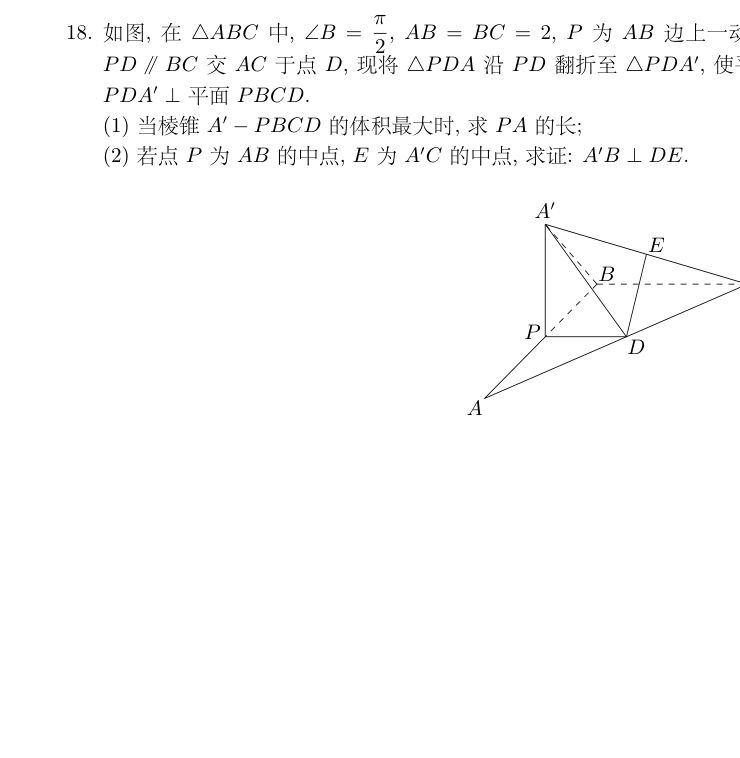 18. 如图, 在 △ABC 中, ∠B = π/2, AB = BC = 2, P 为 AB 边上一
PD ∥ BC 交 AC 于点 D, 现将 △PDA 沿 PD 翻折至 △PDA′, 使
PDA′ ⊥ 平面 PBCD.
(1) 当棱锥 A′ − PBCD 的体积最大时, 求 PA 的长;
(2) 若点 P 为 AB 的中点, E 为 A′C 的中点, 求证: A′B ⊥ DE.
A′
E
B
P
D
A